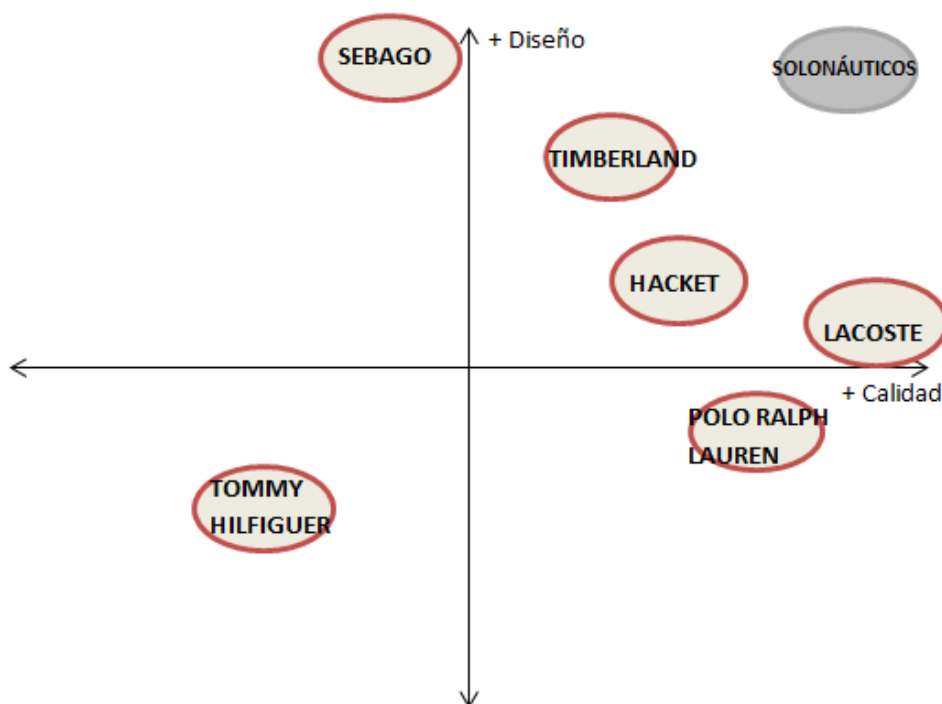 + Diseño
SEBAGO
SOLONÁUTICOS
TIMBERLAND
HACKET
LACOSTE
+ Calidad
POLO RALPH
LAUREN
TOMMY
HILFIGUER